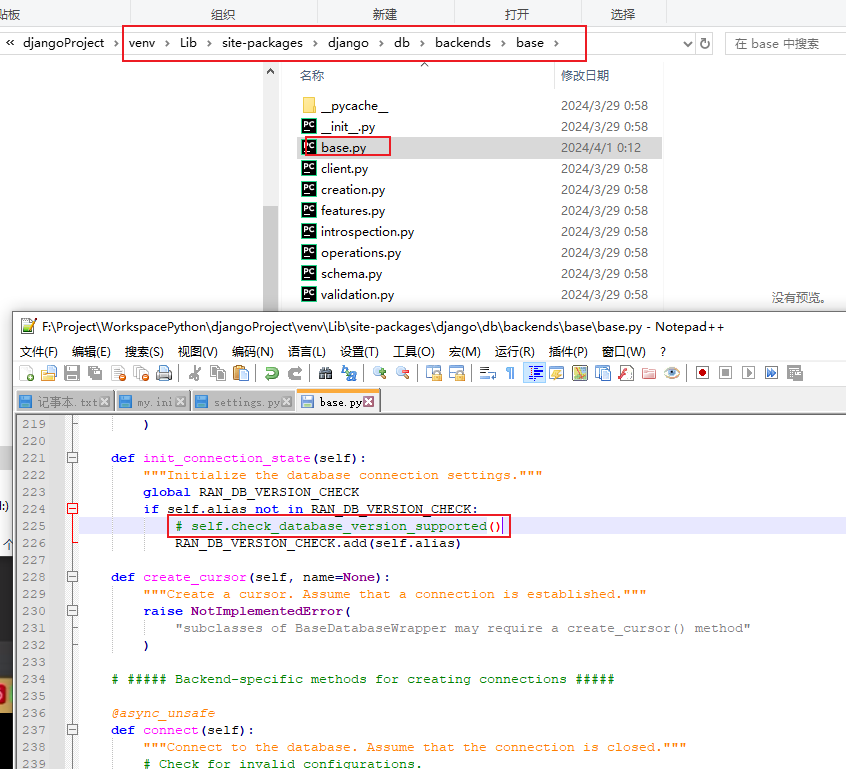 贴板 组织 新建 打开 选择
« djangoProject › venv › Lib › site-packages › django › db › backends › base › 在 base 中搜索
名称 修改日期
__pycache__ 2024/3/29 0:58
__init__.py 2024/3/29 0:58
base.py 2024/4/1 0:12
client.py 2024/3/29 0:58
creation.py 2024/3/29 0:58
features.py 2024/3/29 0:58
introspection.py 2024/3/29 0:58
operations.py 2024/3/29 0:58
schema.py 2024/3/29 0:58
validation.py 2024/3/29 0:58
没有预览。
F:\Project\WorkspacePython\djangoProject\venv\Lib\site-packages\django\db\backends\base\base.py - Notepad++
文件(F) 编辑(E) 搜索(S) 视图(V) 编码(N) 语言(L) 设置(T) 工具(O) 宏(M) 运行(R) 插件(P) 窗口(W) ?
记事本.txt my.ini settings.py base.py
219 )
220
221 def init_connection_state(self):
222 """Initialize the database connection settings."""
223 global RAN_DB_VERSION_CHECK
224 if self.alias not in RAN_DB_VERSION_CHECK:
225 # self.check_database_version_supported()
226 RAN_DB_VERSION_CHECK.add(self.alias)
227
228 def create_cursor(self, name=None):
229 """Create a cursor. Assume that a connection is established."""
230 raise NotImplementedError(
231 "subclasses of BaseDatabaseWrapper may require a create_cursor() method"
232 )
233
234 # ##### Backend-specific methods for creating connections #####
235
236 @async_unsafe
237 def connect(self):
238 """Connect to the database. Assume that the connection is closed."""
239 # Check for invalid configurations.